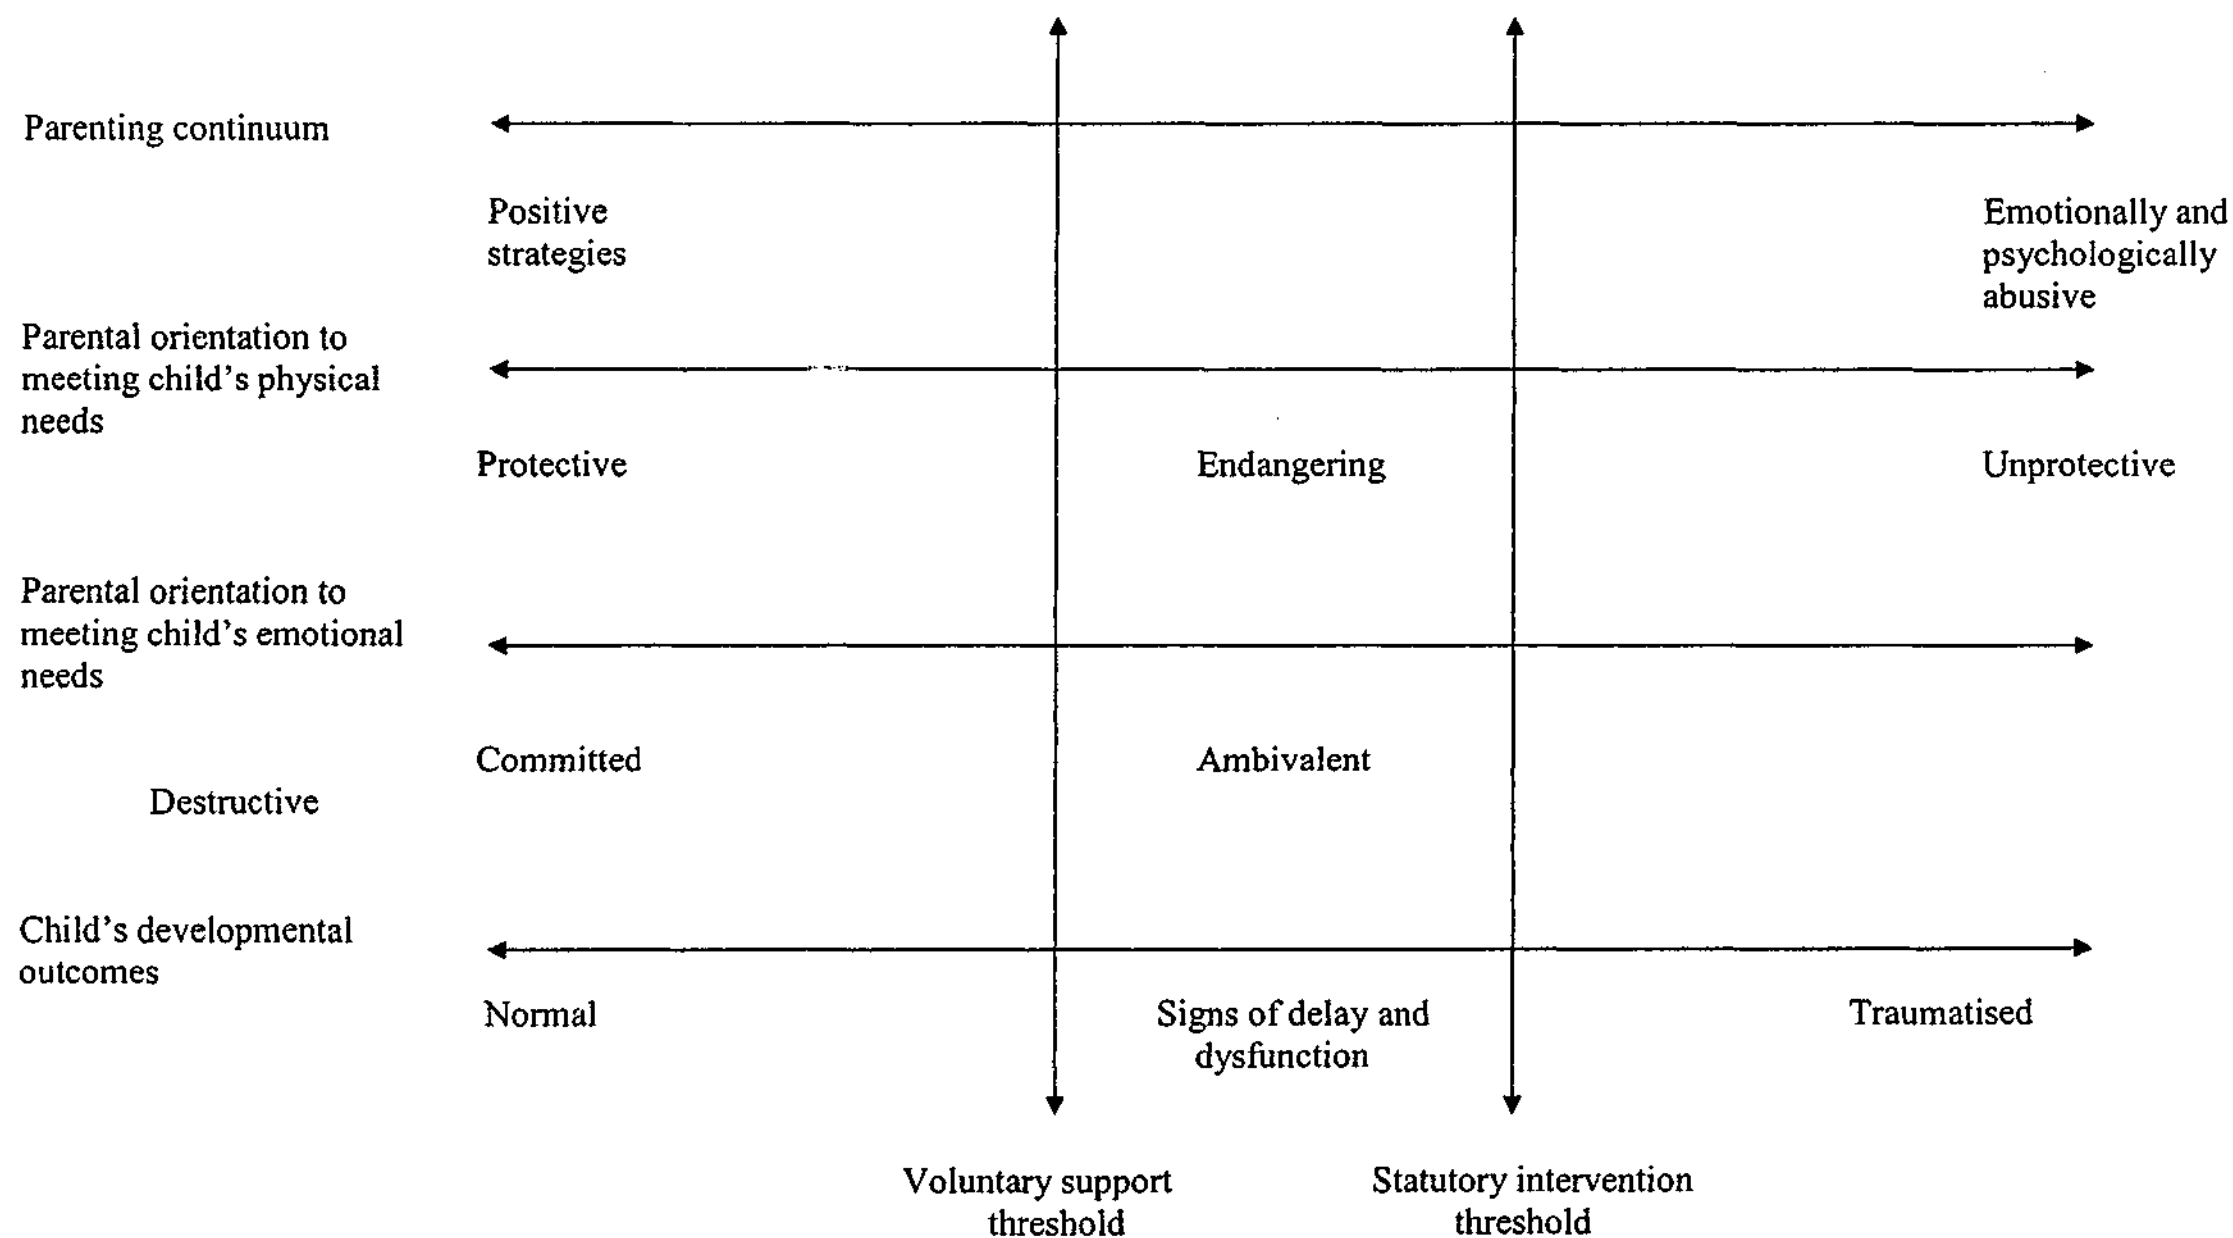 Parenting continuum
Positive
strategies
Emotionally and
psychologically
abusive
Parental orientation to
meeting child's physical
needs
Protective
Endangering
Unprotective
Parental orientation to
meeting child's emotional
needs
Committed
Ambivalent
Destructive
Child's developmental
outcomes
Normal
Signs of delay and
dysfunction
Traumatised
Voluntary support
threshold
Statutory intervention
threshold